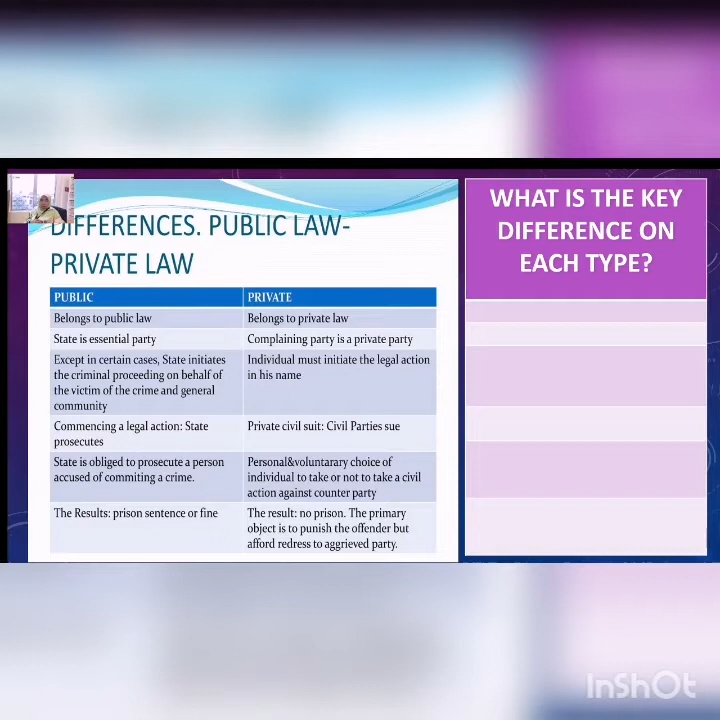 DIFFERENCES. PUBLIC LAW-
PRIVATE LAW
PUBLIC
PRIVATE
Belongs to public law
Belongs to private law
State is essential party
Complaining party is a private party
Except in certain cases, State initiates
the criminal proceeding on behalf of
the victim of the crime and general
community
Individual must initiate the legal action
in his name
Commencing a legal action: State
prosecutes
Private civil suit: Civil Parties sue
State is obliged to prosecute a person
accused of commiting a crime.
Personal&voluntarary choice of
individual to take or not to take a civil
action against counter party
The Results: prison sentence or fine
The result: no prison. The primary
object is to punish the offender but
afford redress to aggrieved party.
WHAT IS THE KEY
DIFFERENCE ON
EACH TYPE?
InShOt